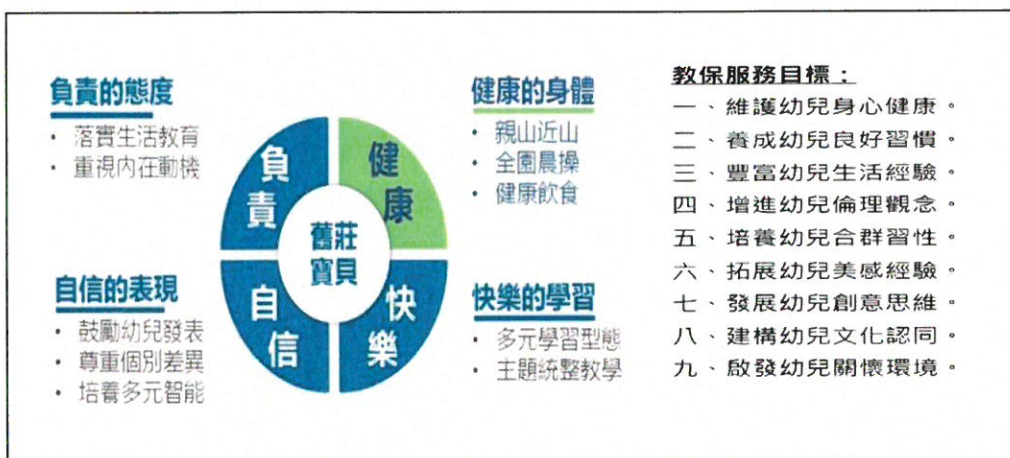 負責的態度
• 落實生活教育
• 重視內在動機
自信的表現
• 鼓勵幼兒發表
• 尊重個別差異
• 培養多元智能
負責
健康
舊莊
寶貝
自信
快樂
健康的身體
• 親山近山
• 全園晨操
• 健康飲食
快樂的學習
• 多元學習型態
• 主題統整教學
教保服務目標：
一、維護幼兒身心健康。
二、養成幼兒良好習慣。
三、豐富幼兒生活經驗。
四、增進幼兒倫理觀念。
五、培養幼兒合群習性。
六、拓展幼兒美感經驗。
七、發展幼兒創意思維。
八、建構幼兒文化認同。
九、啟發幼兒關懷環境。